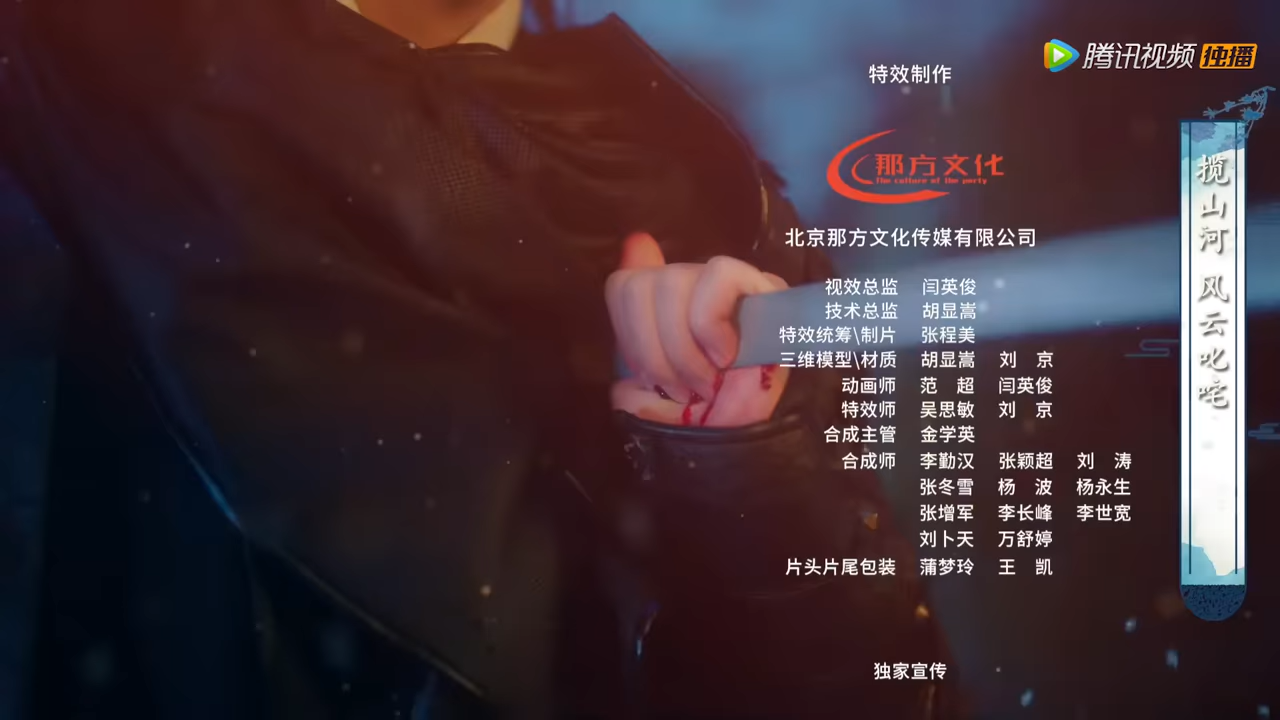 腾讯视频 独播
特效制作
那方文化
The culture of the party
北京那方文化传媒有限公司
视效总监 闫英俊
技术总监 胡显嵩
特效统筹\制片 张程美
三维模型\材质 胡显嵩 刘 京
动画师 范 超 闫英俊
特效师 吴思敏 刘 京
合成主管 金学英
合成师 李勤汉 张颖超 刘 涛
张冬雪 杨 波 杨永生
张增军 李长峰 李世宽
刘卜天 万舒婷
片头片尾包装 蒲梦玲 王 凯
独家宣传
揽山河 风云叱咤